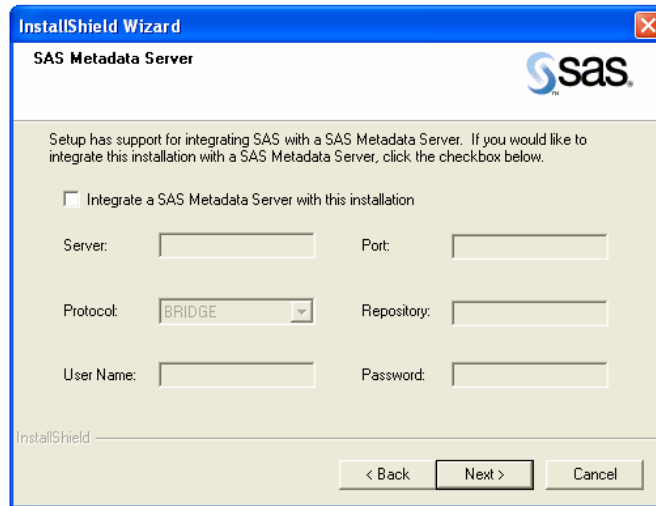 InstallShield Wizard
SAS Metadata Server
sas.
TM
Setup has support for integrating SAS with a SAS Metadata Server.  If you would like to
integrate this installation with a SAS Metadata Server, click the checkbox below.
Integrate a SAS Metadata Server with this installation
Server: Port:
Protocol: BRIDGE Repository:
User Name: Password:
InstallShield
< Back Next > Cancel